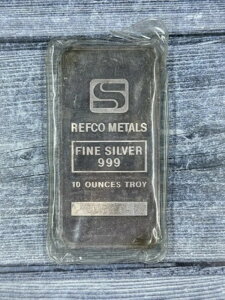 REFCO METALS
FINE SILVER
999
10 OUNCES TROY